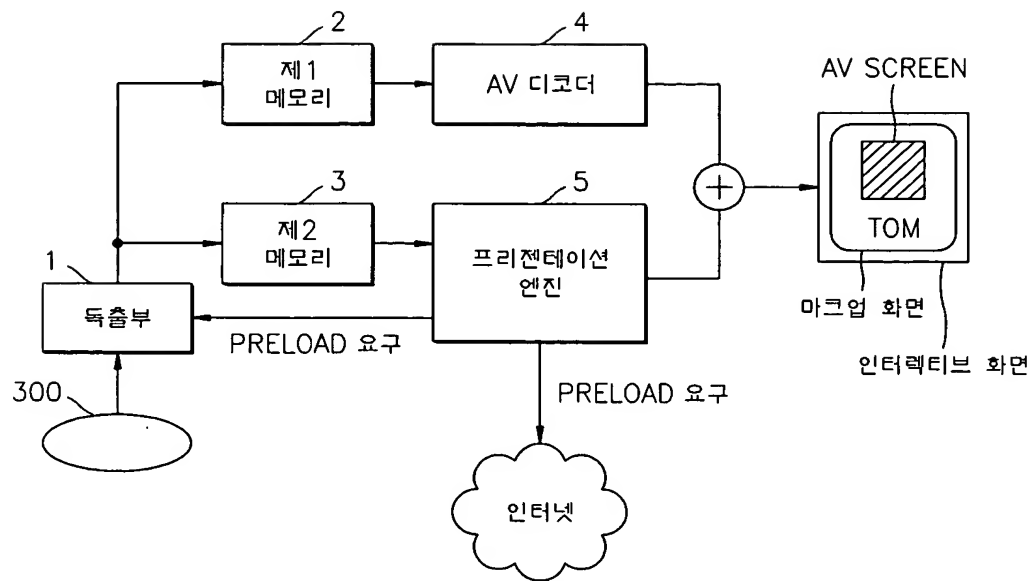 2
제1
메모리
4
AV 디코더
AV SCREEN
TOM
마크업 화면
인터렉티브 화면
3
제2
메모리
5
프리젠테이션
엔진
1
독출부
PRELOAD 요구
300
PRELOAD 요구
인터넷